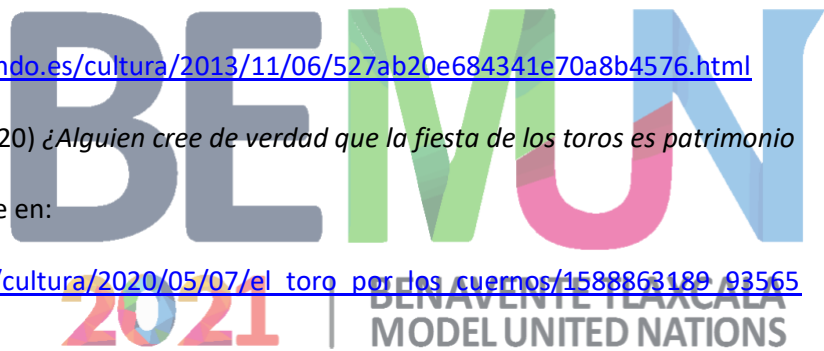 BEMUN
ndo.es/cultura/2013/11/06/527ab20e684341e70a8b4576.html
20) ¿Alguien cree de verdad que la fiesta de los toros es patrimonio
e en:
/cultura/2020/05/07/el_toro_por_los_cuernos/1588863189_93565
2021 | BENAVENTE TLAXCALA
MODEL UNITED NATIONS